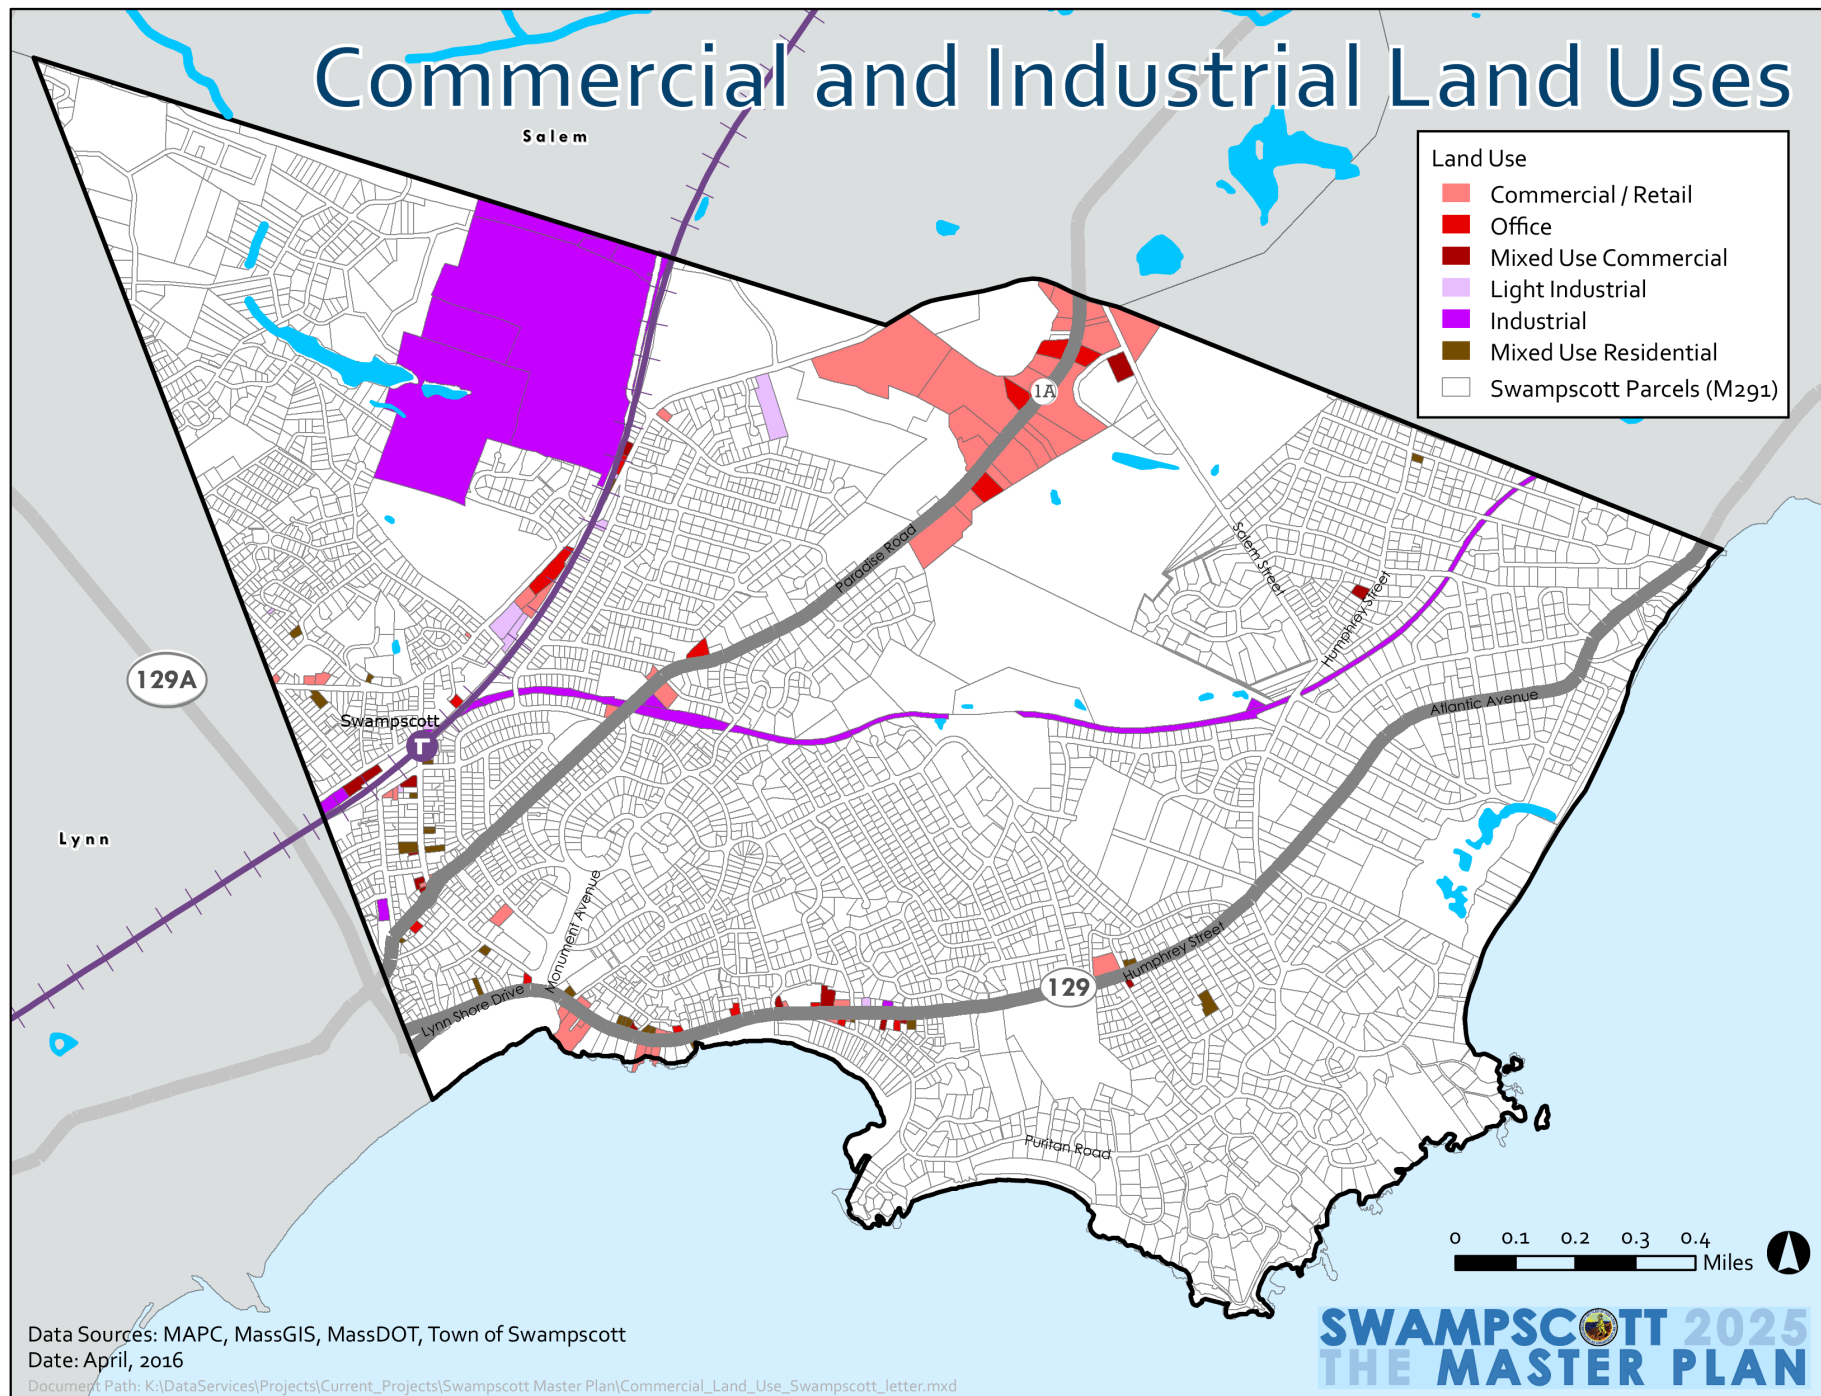 Commercial and Industrial Land Uses
Salem
Land Use
Commercial / Retail
Office
Mixed Use Commercial
Light Industrial
Industrial
Mixed Use Residential
Swampscott Parcels (M291)
1A
Paradise Road
Salem Street
Humphrey Street
129A
Swampscott
T
Atlantic Avenue
Lynn
Monument Avenue
Humphrey Street
129
Lynn Shore Drive
Puritan Road
0 0.1 0.2 0.3 0.4
Miles
SWAMPSCOTT 2025
THE MASTER PLAN
Data Sources: MAPC, MassGIS, MassDOT, Town of Swampscott
Date: April, 2016
Document Path: K:\DataServices\Projects\Current_Projects\Swampscott Master Plan\Commercial_Land_Use_Swampscott_letter.mxd